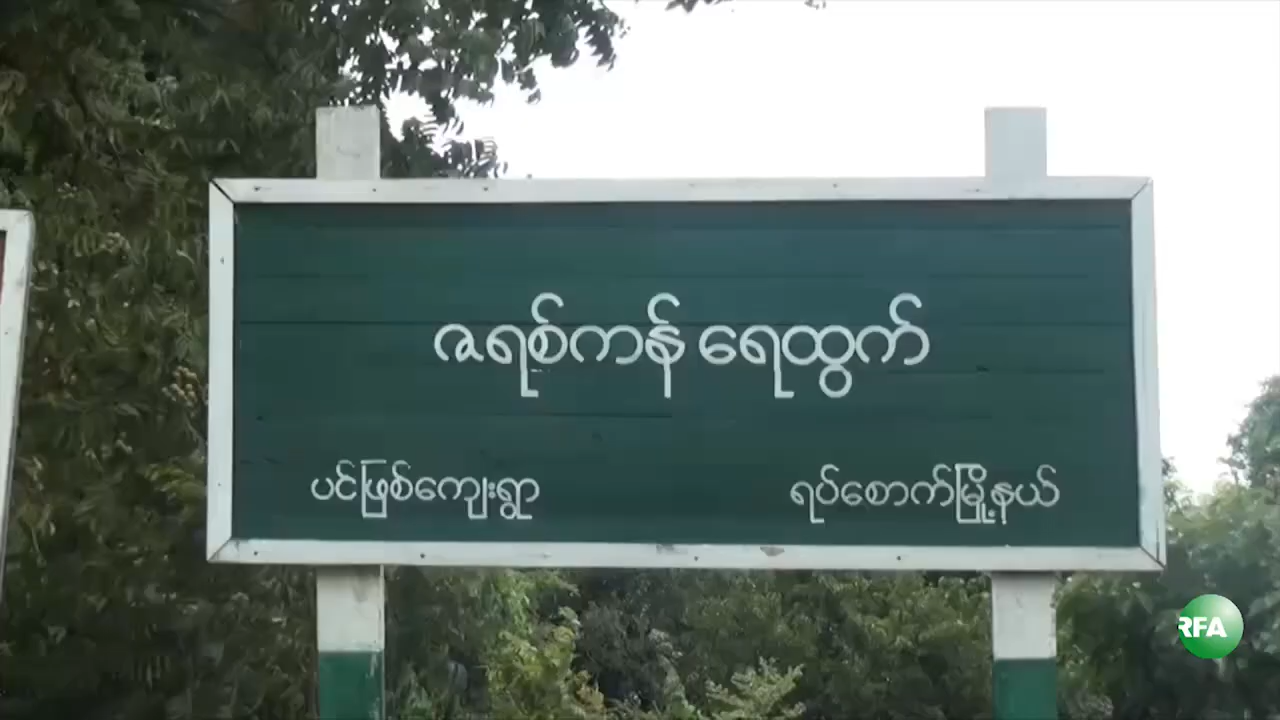 ဇရစ်ကန် ရေထွက်
ပင်ဖြစ်ကျေးရွာ ရပ်စောက်မြို့နယ်
RFA